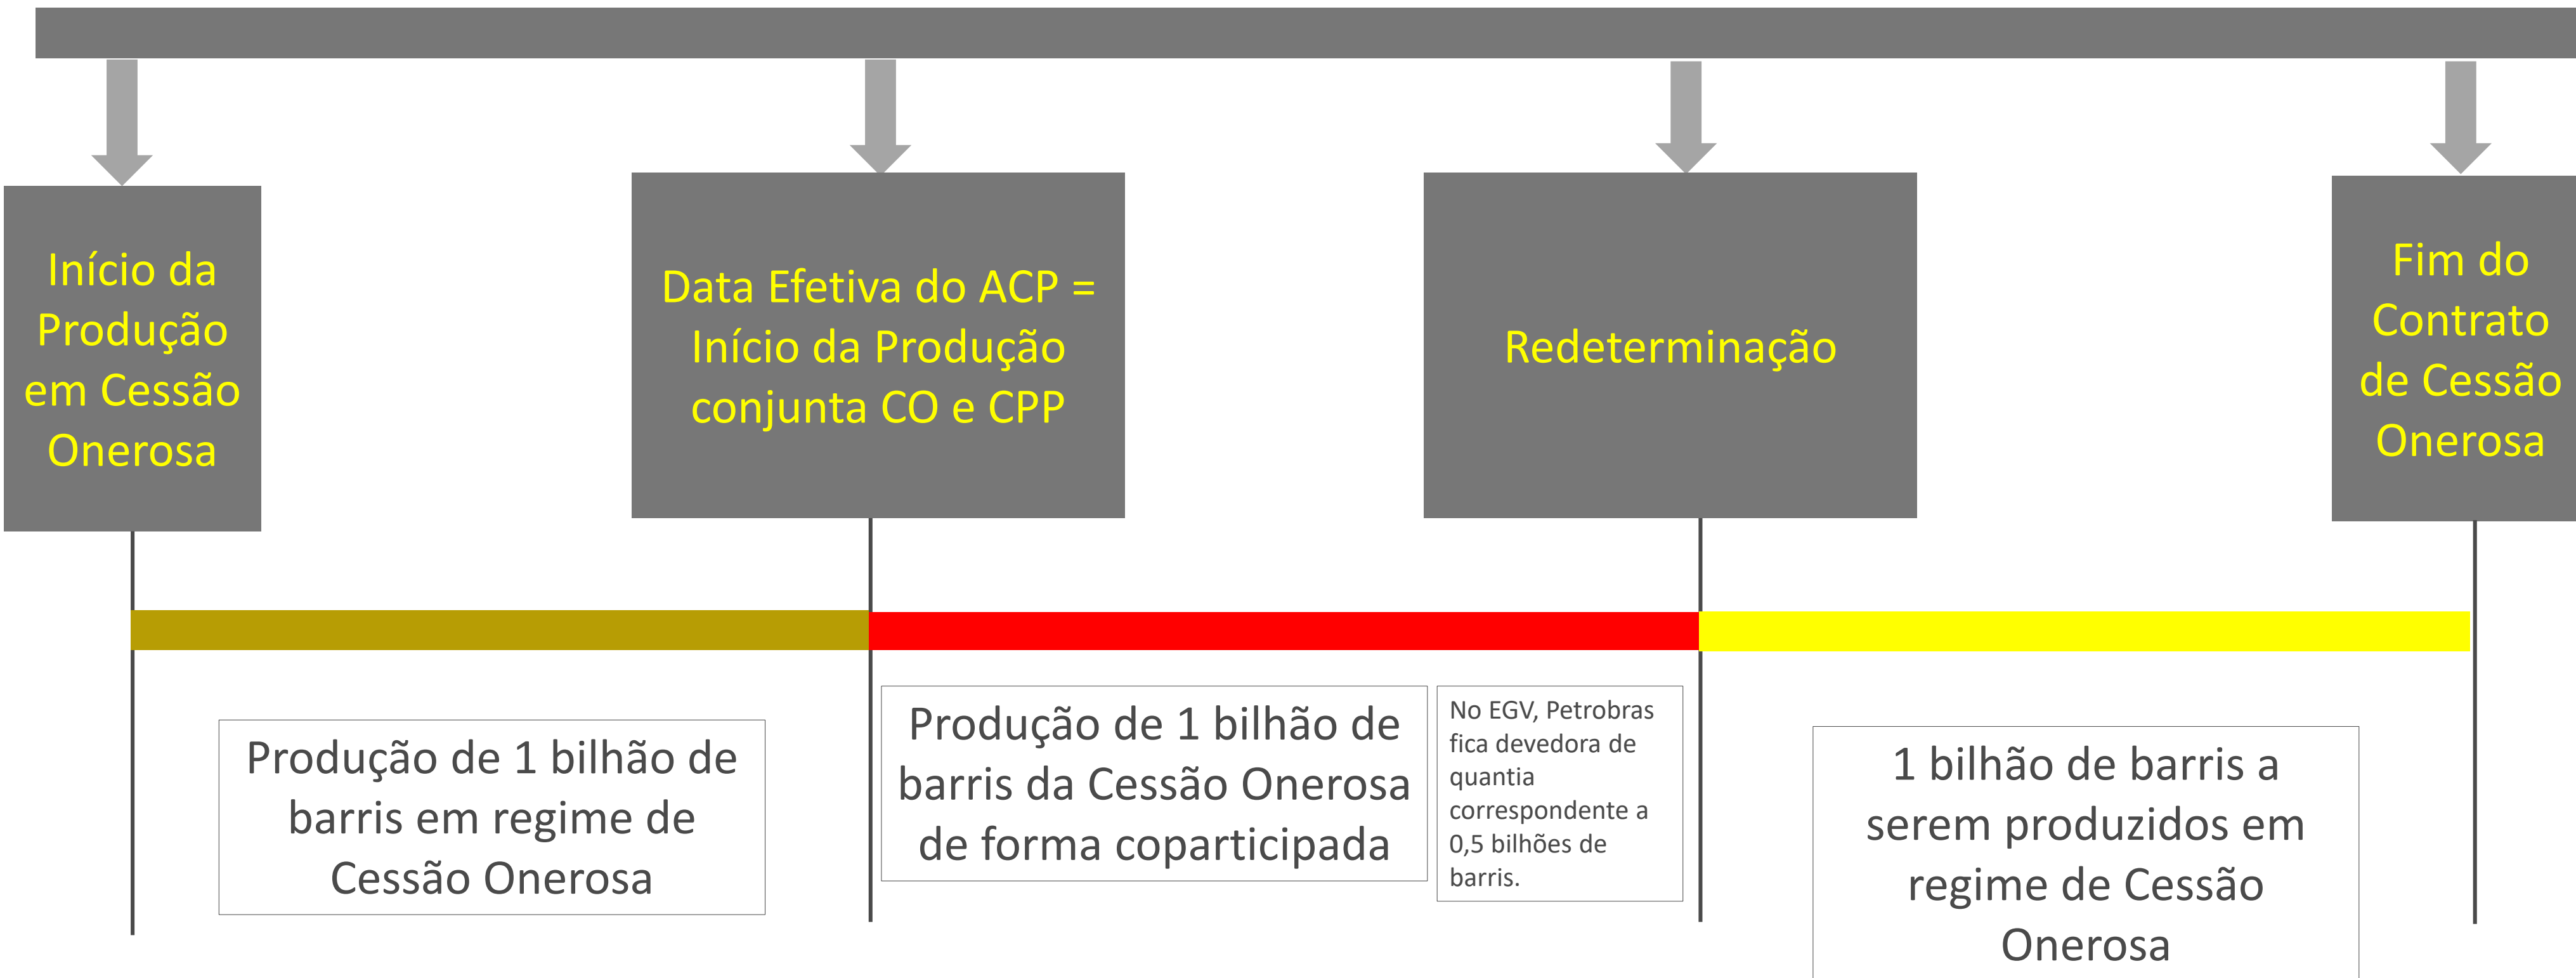 Início da
Produção
em Cessão
Onerosa
Data Efetiva do ACP =
Início da Produção
conjunta CO e CPP
Redeterminação
Fim do
Contrato
de Cessão
Onerosa
Produção de 1 bilhão de
barris em regime de
Cessão Onerosa
Produção de 1 bilhão de
barris da Cessão Onerosa
de forma coparticipada
No EGV, Petrobras
fica devedora de
quantia
correspondente a
0,5 bilhões de
barris.
1 bilhão de barris a
serem produzidos em
regime de Cessão
Onerosa